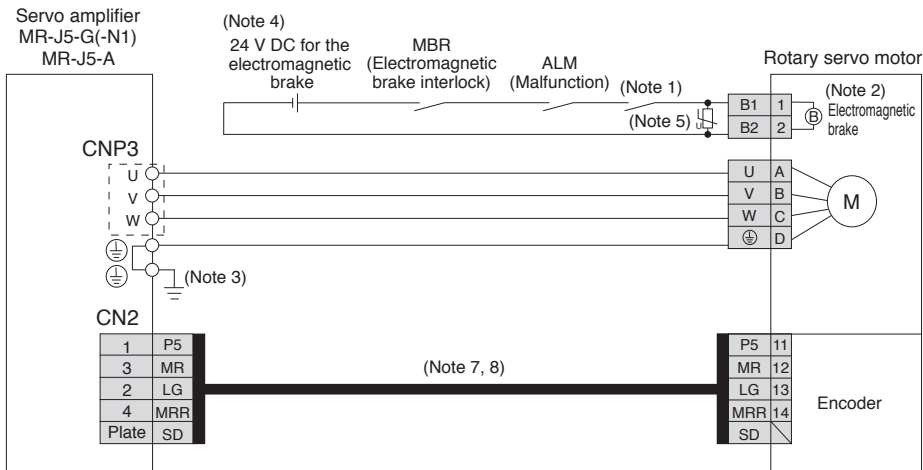 Servo amplifier
MR-J5-G(-N1)
MR-J5-A
(Note 4)
24 V DC for the
electromagnetic
brake
MBR
(Electromagnetic
brake interlock)
ALM
(Malfunction)
(Note 1)
(Note 5)
U
Rotary servo motor
B1 1
B2 2
B
(Note 2)
Electromagnetic
brake
CNP3
U
V
W
U A
V B
W C
D
M
(Note 3)
CN2
1 P5
3 MR
2 LG
4 MRR
Plate SD
(Note 7, 8)
P5 11
MR 12
LG 13
MRR 14
SD
Encoder